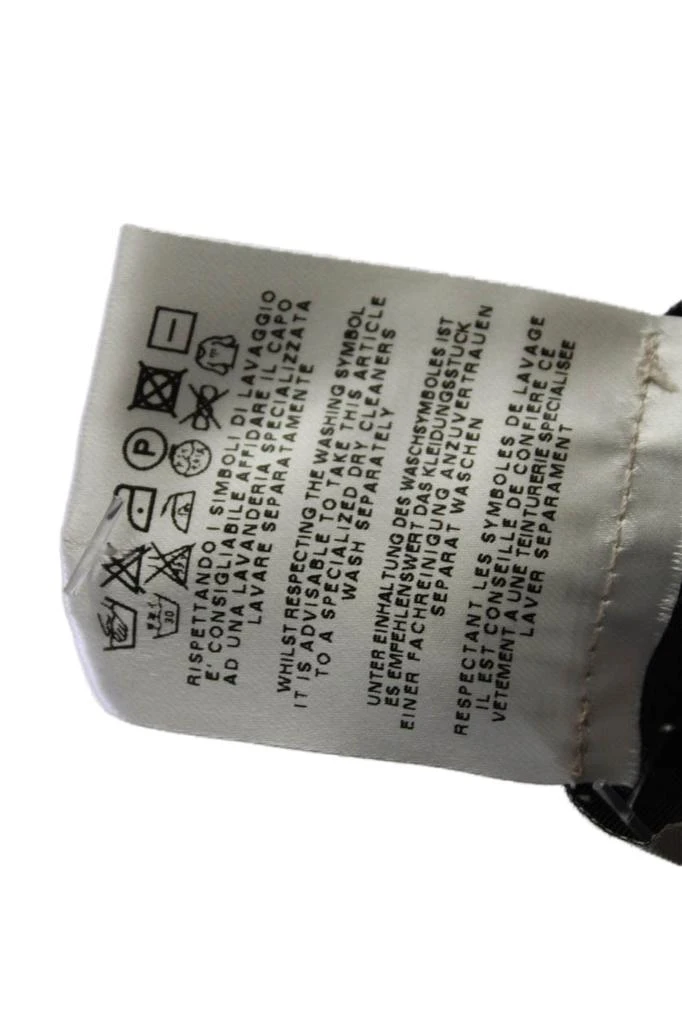 P
30
RISPETTANDO I SIMBOLI DI LAVAGGIO
E' CONSIGLIABILE AFFIDARE IL CAPO
AD UNA LAVANDERIA SPECIALIZZATA
LAVARE SEPARATAMENTE
WHILST RESPECTING THE WASHING SYMBOL
IT IS ADVISABLE TO TAKE THIS ARTICLE
TO A SPECIALIZED DRY CLEANERS
WASH SEPARATELY
UNTER EINHALTUNG DES WASCHSYMBOLES IST
ES EMFEHLENSWERT DAS KLEIDUNGSSTUCK
EINER FACHREINIGUNG ANZUVERTRAUEN
SEPARAT WASCHEN
RESPECTANT LES SYMBOLES DE LAVAGE
IL EST CONSEILLE DE CONFIERE CE
VETEMENT A UNE TEINTURERIE SPECIALISEE
LAVER SEPARAMENT